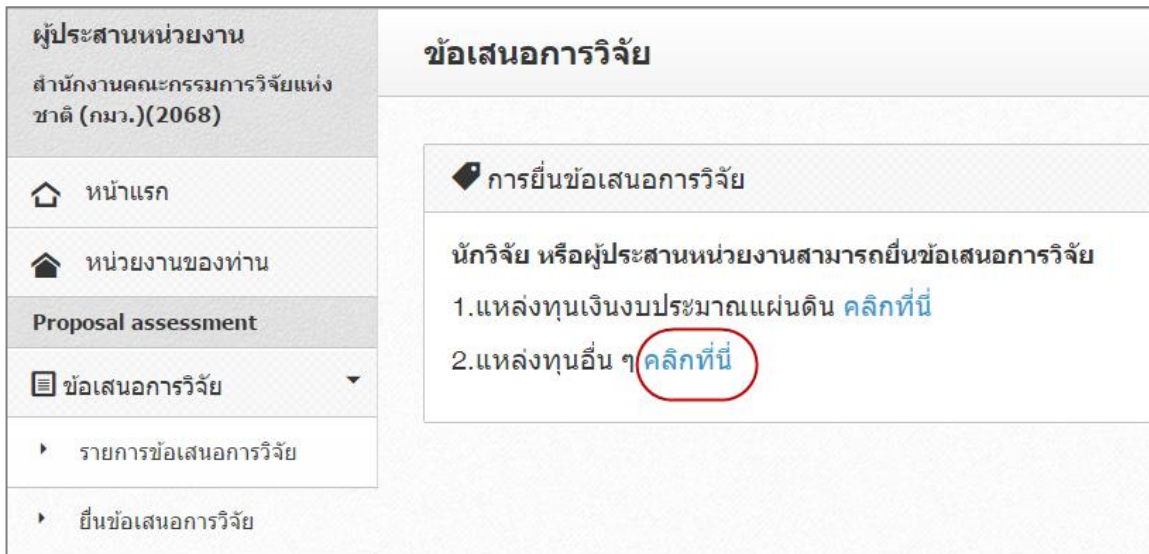 ผู้ประสานหน่วยงาน
สำนักงานคณะกรรมการวิจัยแห่ง
ชาติ (กมว.)(2068)
หน้าแรก
หน่วยงานของท่าน
Proposal assessment
ข้อเสนอการวิจัย
รายการข้อเสนอการวิจัย
ยื่นข้อเสนอการวิจัย
ข้อเสนอการวิจัย
การยื่นข้อเสนอการวิจัย
นักวิจัย หรือผู้ประสานหน่วยงานสามารถยื่นข้อเสนอการวิจัย
1.แหล่งทุนเงินงบประมาณแผ่นดิน คลิกที่นี่
2.แหล่งทุนอื่น ๆ คลิกที่นี่